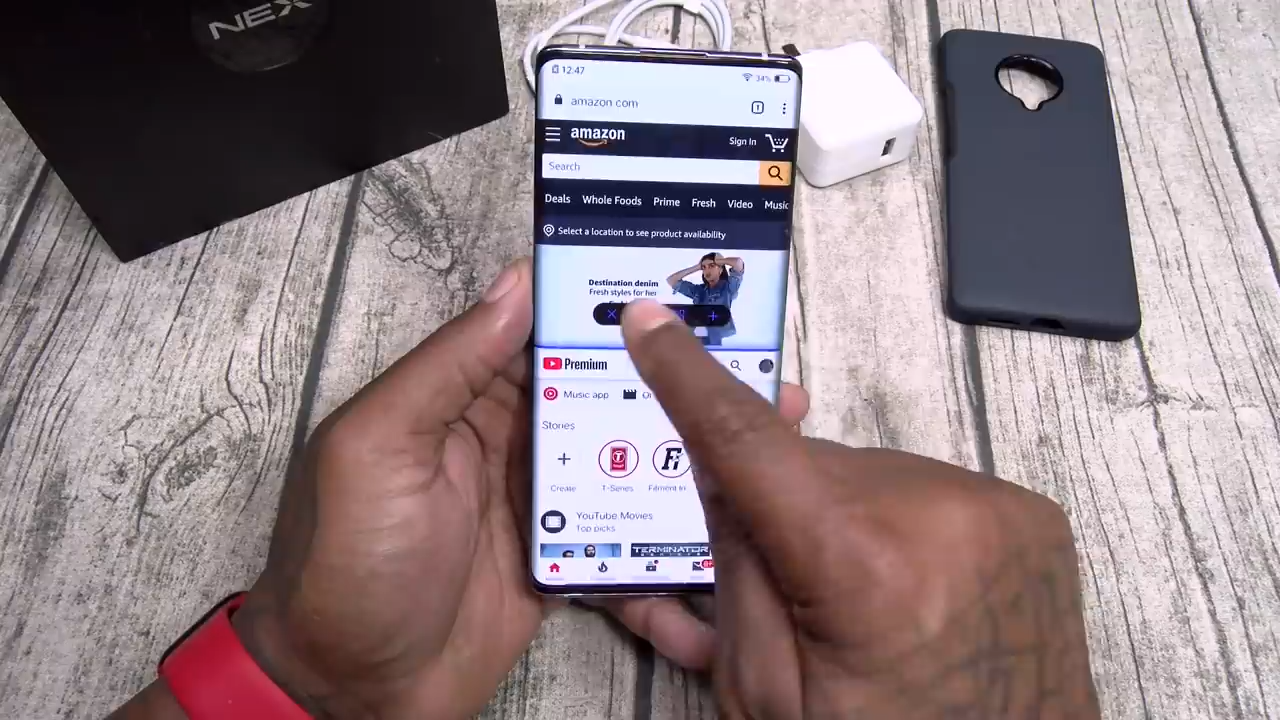 NEX
12:47
34%
amazon com
amazon
Sign In
Search
Deals Whole Foods Prime Fresh Video Music
Select a location to see product availability
Destination denim
Fresh styles for her
Premium
Music app
Stories
Create T-Series
YouTube Movies
Top picks
TERMINATOR